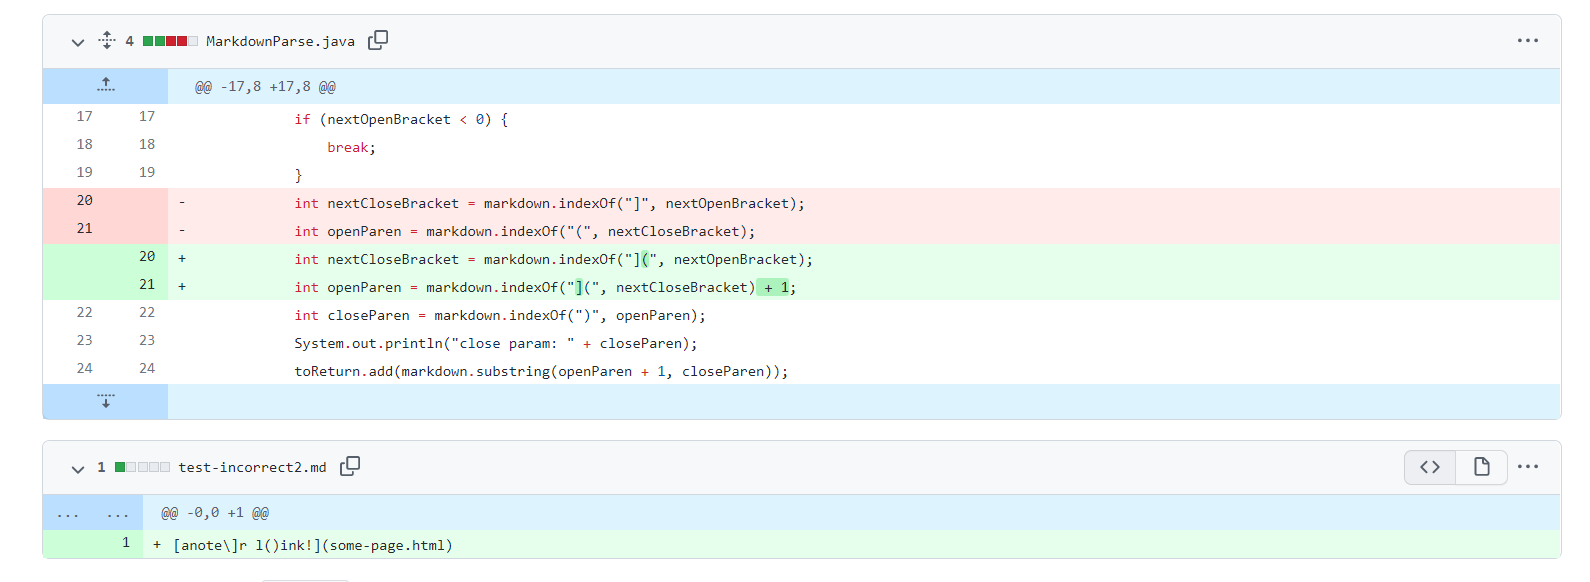 4 MarkdownParse.java
@@ -17,8 +17,8 @@
17 17 if (nextOpenBracket < 0) {
18 18 break;
19 19 }
20 - int nextCloseBracket = markdown.indexOf("]", nextOpenBracket);
21 - int openParen = markdown.indexOf("(", nextCloseBracket);
20 + int nextCloseBracket = markdown.indexOf("](", nextOpenBracket);
21 + int openParen = markdown.indexOf("](", nextCloseBracket) + 1;
22 22 int closeParen = markdown.indexOf(")", openParen);
23 23 System.out.println("close param: " + closeParen);
24 24 toReturn.add(markdown.substring(openParen + 1, closeParen));
1 test-incorrect2.md
... ... @@ -0,0 +1 @@
1 + [anote\]r l()ink!](some-page.html)